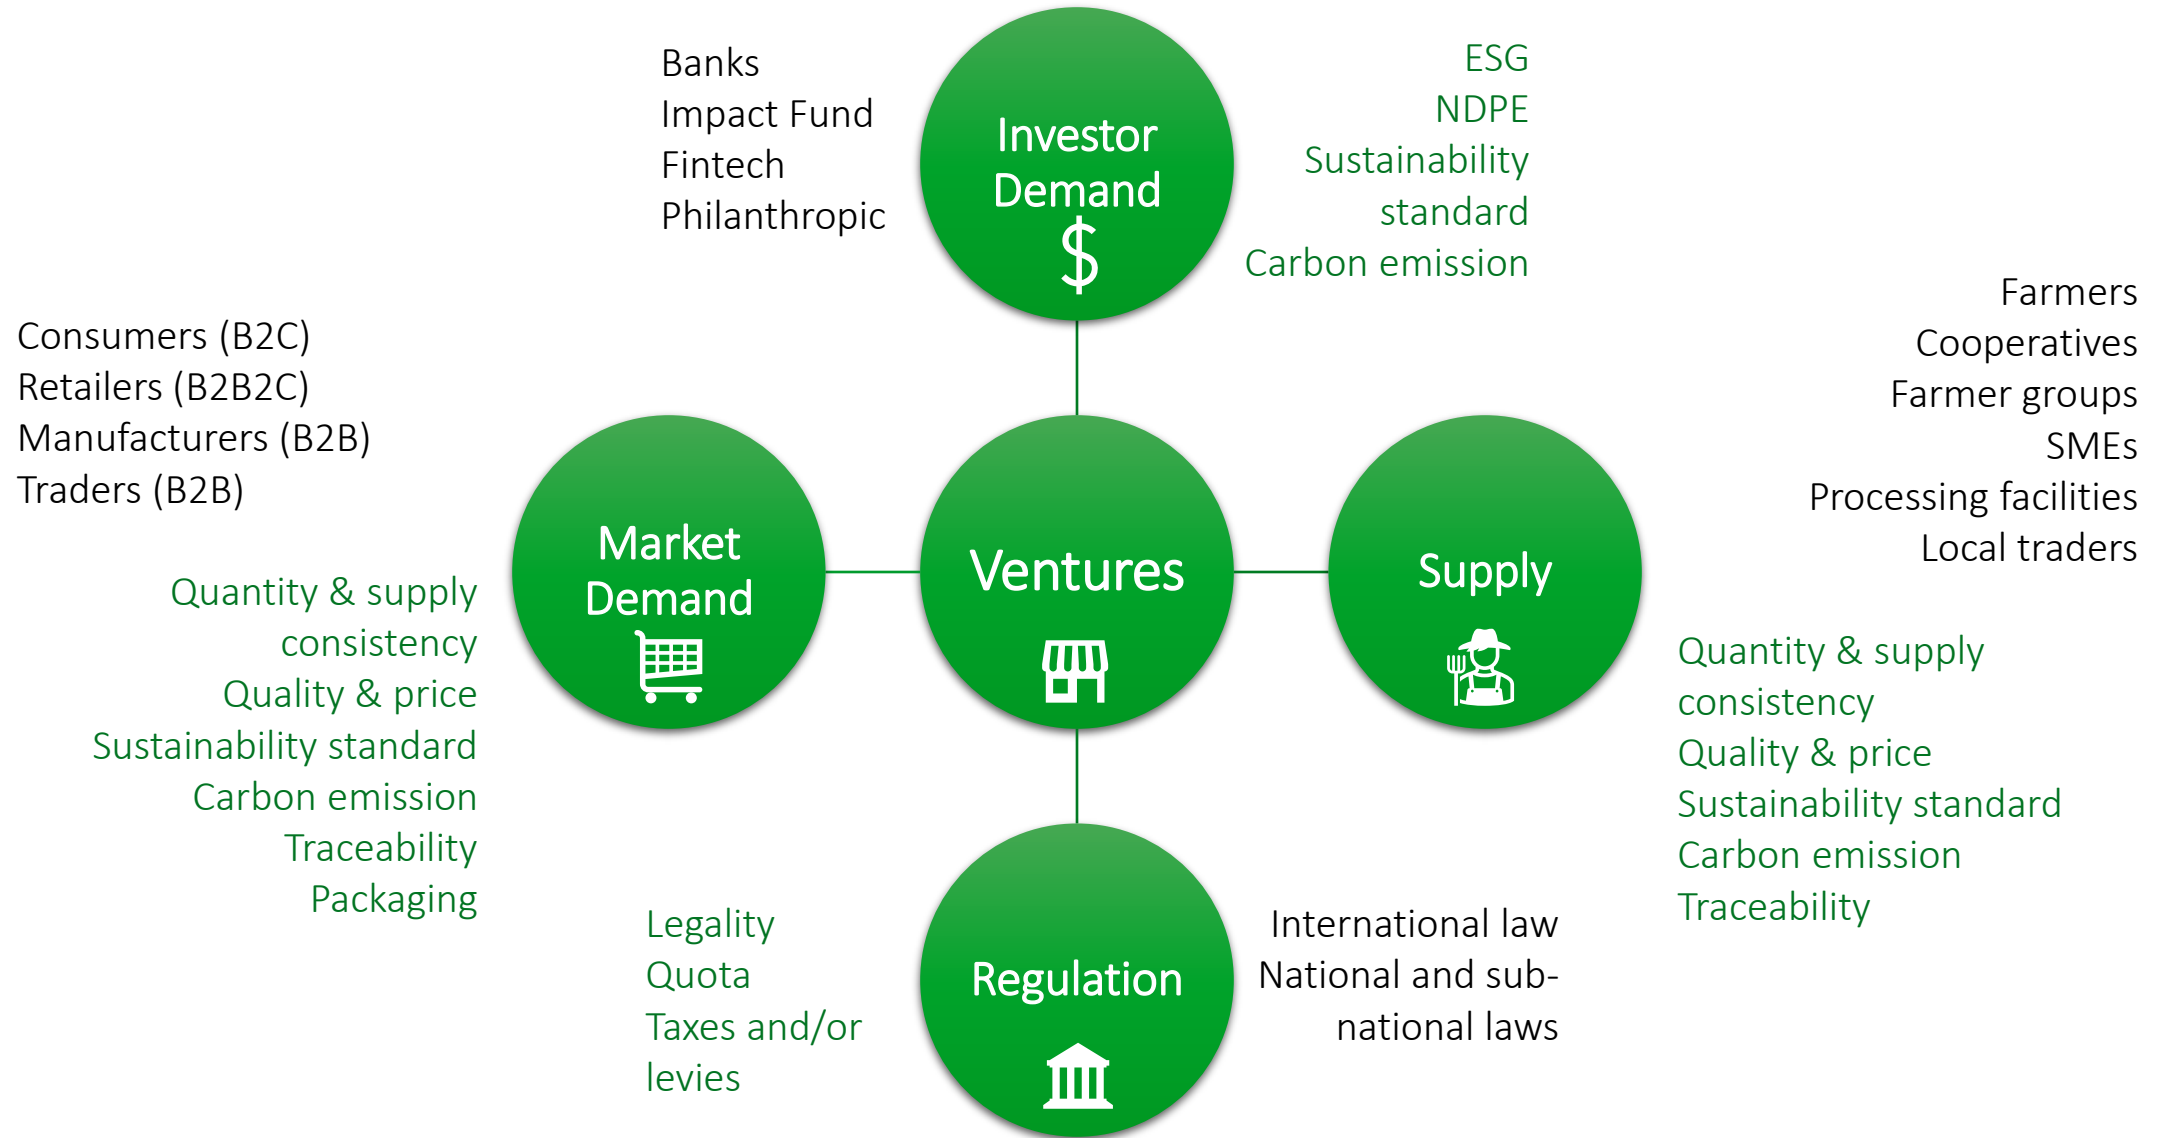 Banks
Impact Fund
Fintech
Philanthropic
Investor
Demand
$
ESG
NDPE
Sustainability
standard
Carbon emission
Consumers (B2C)
Retailers (B2B2C)
Manufacturers (B2B)
Traders (B2B)
Quantity & supply
consistency
Quality & price
Sustainability standard
Carbon emission
Traceability
Packaging
Market
Demand
Ventures
Supply
Farmers
Cooperatives
Farmer groups
SMEs
Processing facilities
Local traders
Quantity & supply
consistency
Quality & price
Sustainability standard
Carbon emission
Traceability
Legality
Quota
Taxes and/or
levies
Regulation
International law
National and sub-
national laws